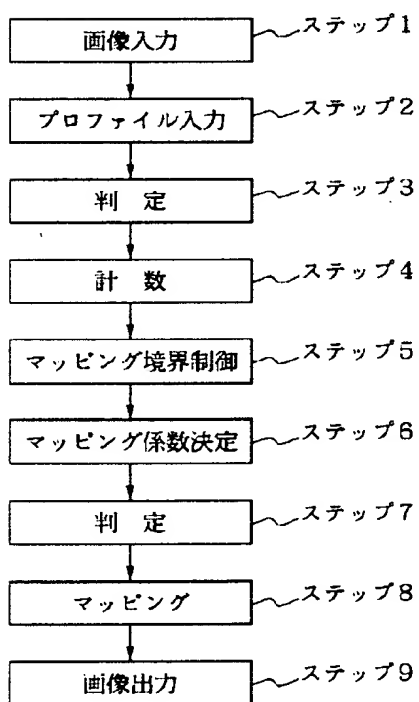 画像入力 ステップ1
プロファイル入力 ステップ2
判定 ステップ3
計数 ステップ4
マッピング境界制御 ステップ5
マッピング係数決定 ステップ6
判定 ステップ7
マッピング ステップ8
画像出力 ステップ9